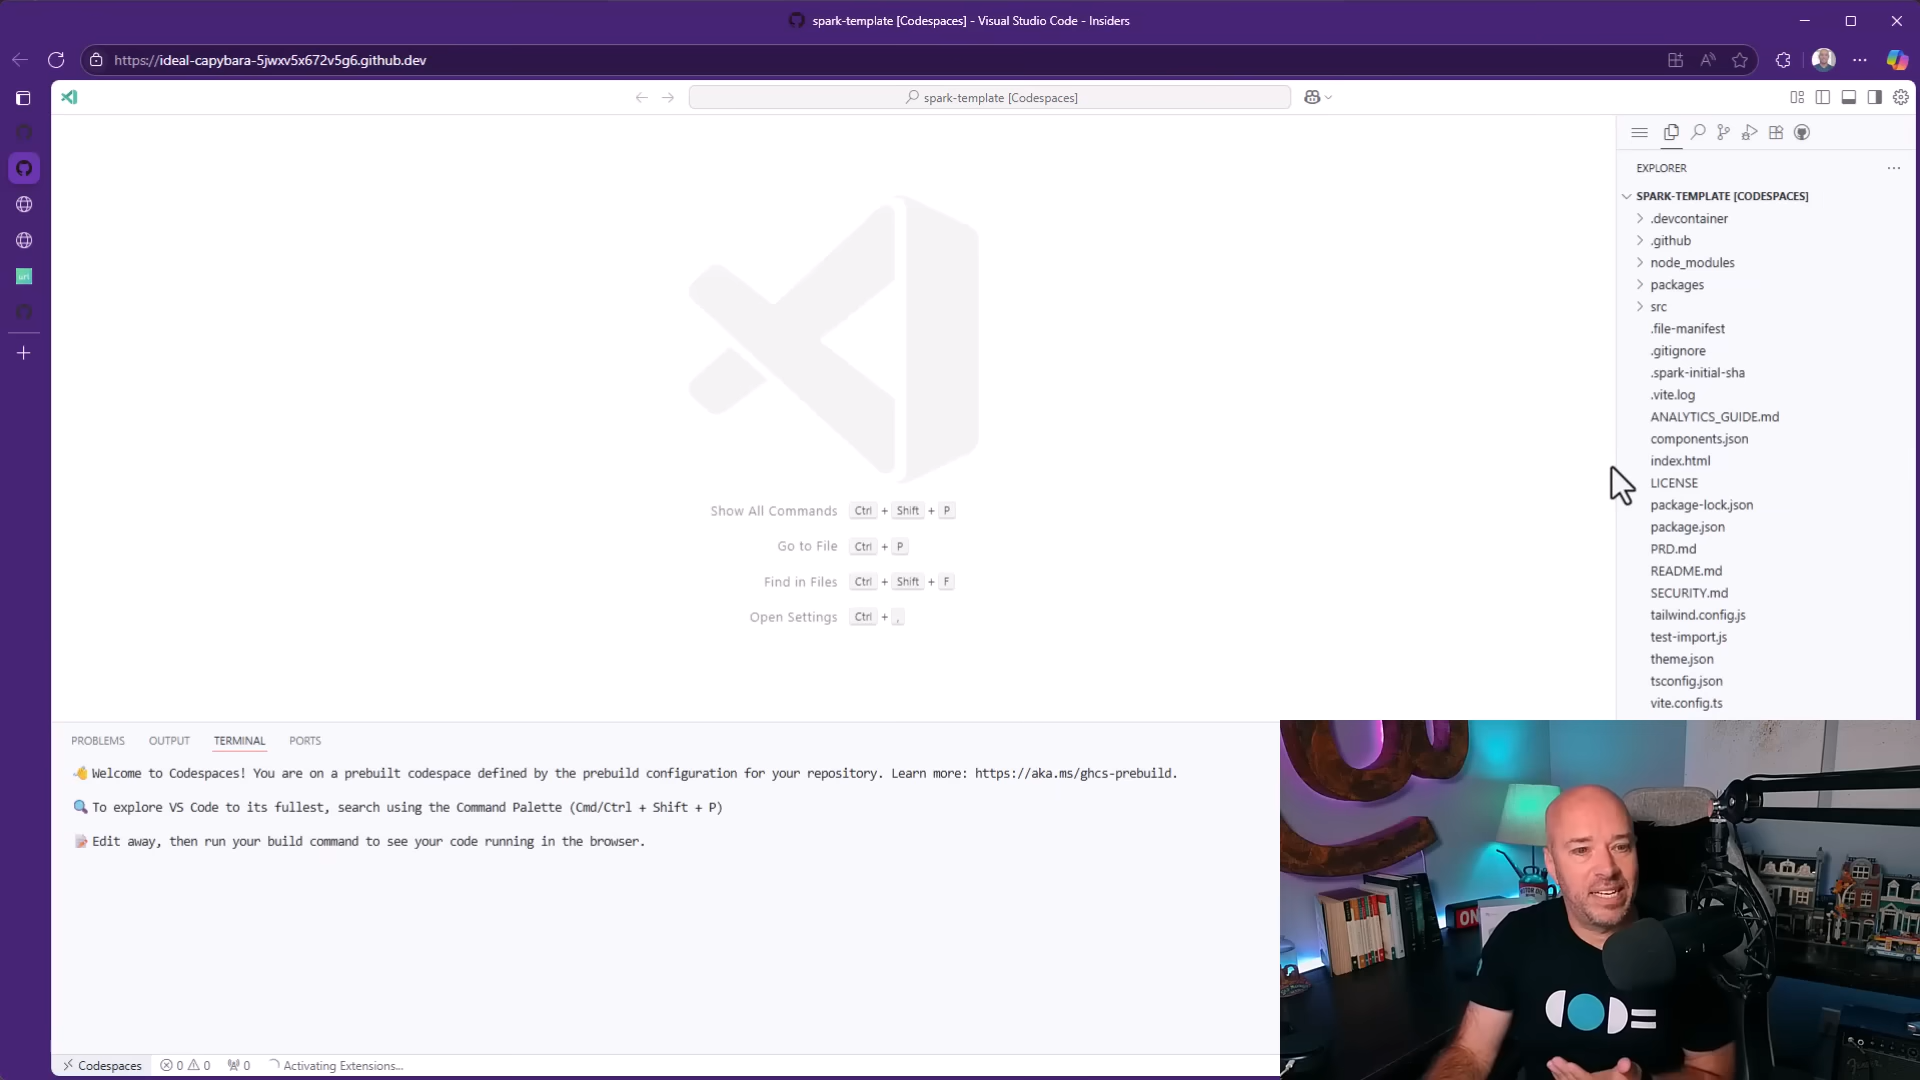 spark-template [Codespaces] - Visual Studio Code - Insiders
https://ideal-capybara-5jwxv5x672v5g6.github.dev
spark-template [Codespaces]
EXPLORER
SPARK-TEMPLATE [CODESPACES]
.devcontainer
.github
node_modules
packages
src
.file-manifest
.gitignore
.spark-initial-sha
.vite.log
ANALYTICS_GUIDE.md
components.json
index.html
LICENSE
package-lock.json
package.json
PRD.md
README.md
SECURITY.md
tailwind.config.js
test-import.js
theme.json
tsconfig.json
vite.config.ts
Show All Commands Ctrl + Shift + P
Go to File Ctrl + P
Find in Files Ctrl + Shift + F
Open Settings Ctrl + ,
PROBLEMS OUTPUT TERMINAL PORTS
👋 Welcome to Codespaces! You are on a prebuilt codespace defined by the prebuild configuration for your repository. Learn more: https://aka.ms/ghcs-prebuild.
🔍 To explore VS Code to its fullest, search using the Command Palette (Cmd/Ctrl + Shift + P)
📝 Edit away, then run your build command to see your code running in the browser.
Codespaces 0 0 0 Activating Extensions...
ON